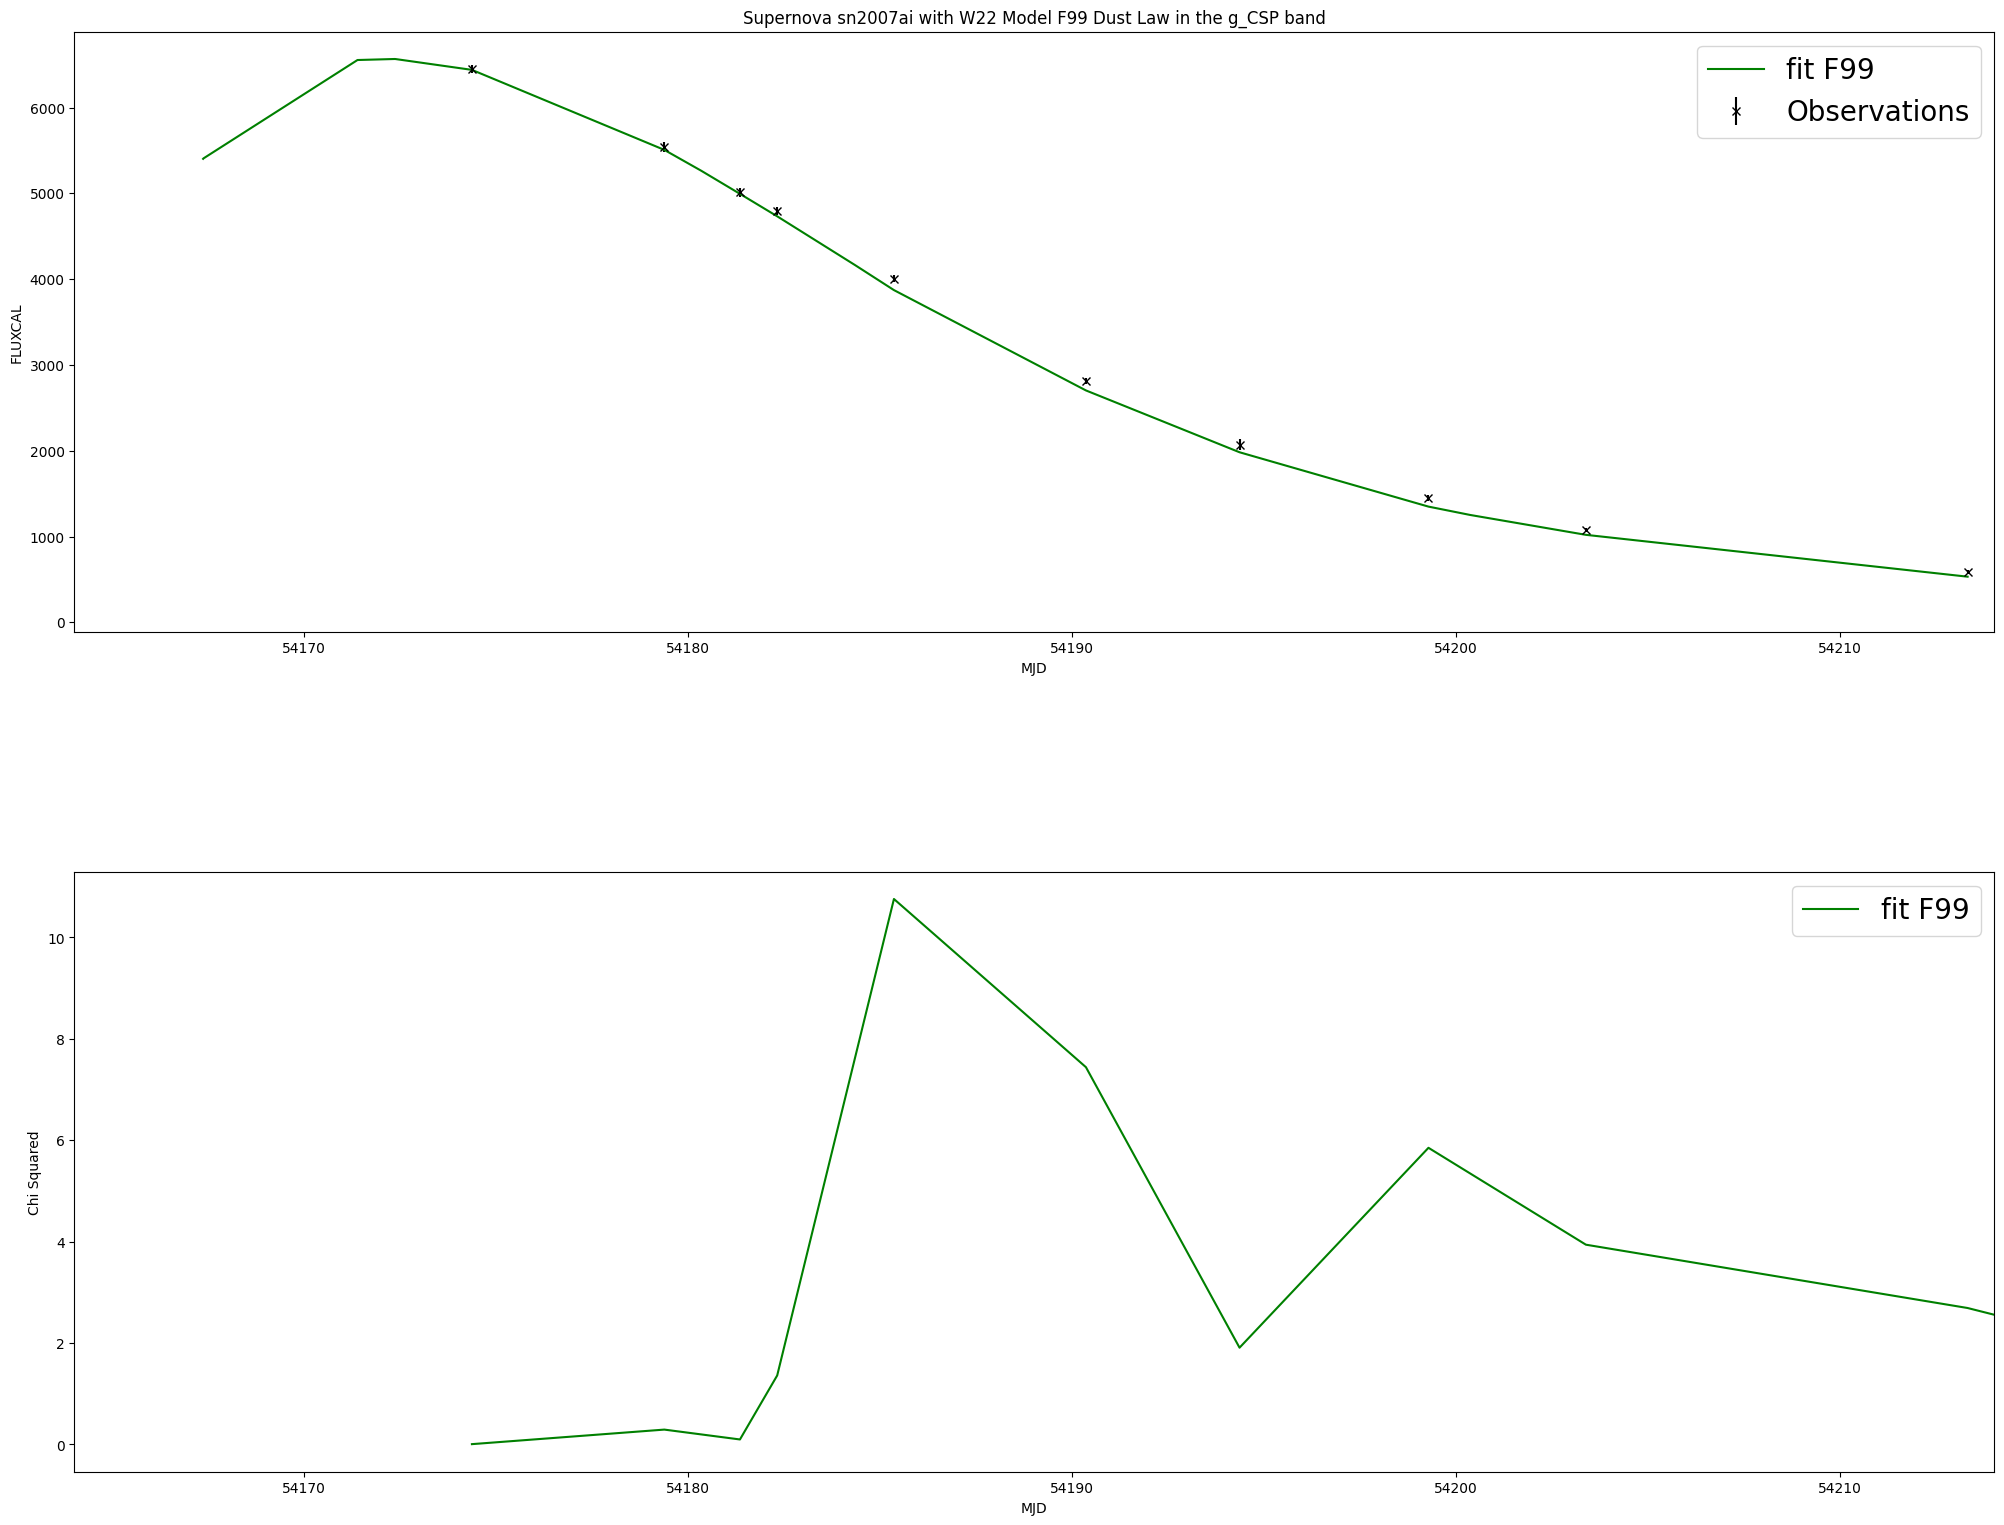 Supernova sn2007ai with W22 Model F99 Dust Law in the g_CSP band
fit F99
Observations
6000
5000
4000
3000
2000
1000
0
FLUXCAL
54170
54180
54190
54200
54210
MJD
fit F99
10
8
6
4
2
0
Chi Squared
54170
54180
54190
54200
54210
MJD